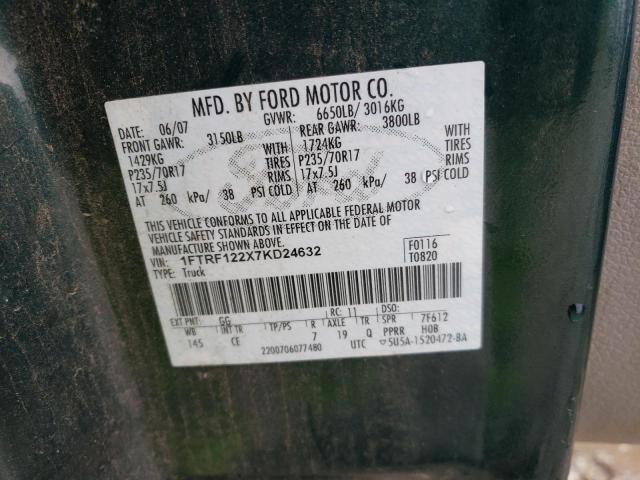 MFD. BY FORD MOTOR CO.
DATE: 06/07 GVWR: 6650LB/ 3016KG
FRONT GAWR: 3150LB REAR GAWR: 3800LB
1429KG 1724KG
P235/70R17 TIRES P235/70R17 TIRES
17x7.5J RIMS 17x7.5J RIMS
AT 260 kPa/ 38 PSI COLD AT 260 kPa/ 38 PSI COLD
Ford
THIS VEHICLE CONFORMS TO ALL APPLICABLE FEDERAL MOTOR
VEHICLE SAFETY STANDARDS IN EFFECT ON THE DATE OF
MANUFACTURE SHOWN ABOVE.
VIN: 1FTRF122X7KD24632 F0116
TYPE: Truck T0820
EXT PNT: GG RC: 11 DSO:
WB INT TR TP/PS R AXLE TR SPR 7F612
145 CE 7 19 Q PPRR HOB
2200706077480 UTC ▽5U5A-1520472-BA